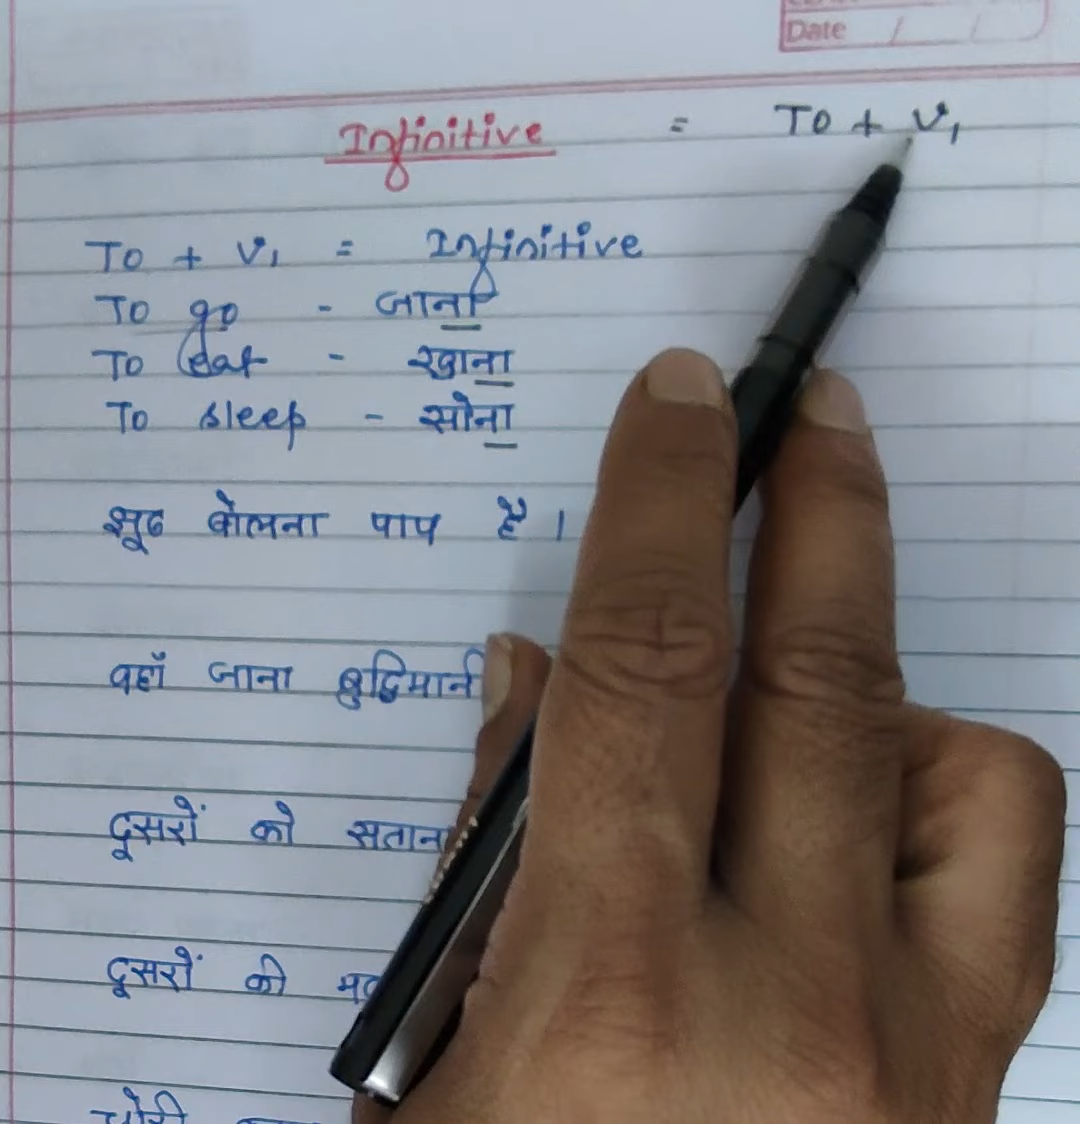 Date / /
Infinitive = To + V1
To + V1 = Infinitive
To go - जाना
To eat - खाना
To sleep - सोना
झूठ बोलना पाप है ।
वहाँ जाना
दूसरों को सताना
दूसरों की
चोरी